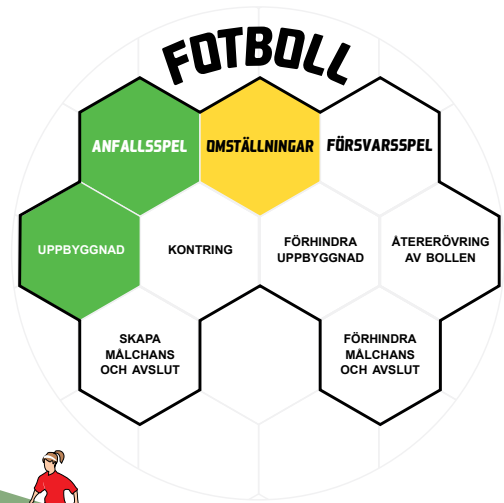 FOTBOLL
ANFALLSSPEL
OMSTÄLLNINGAR
FÖRSVARSSPEL
UPPBYGGNAD
KONTRING
FÖRHINDRA
UPPBYGGNAD
ÅTERERÖVRING
AV BOLLEN
SKAPA
MÅLCHANS
OCH AVSLUT
FÖRHINDRA
MÅLCHANS
OCH AVSLUT